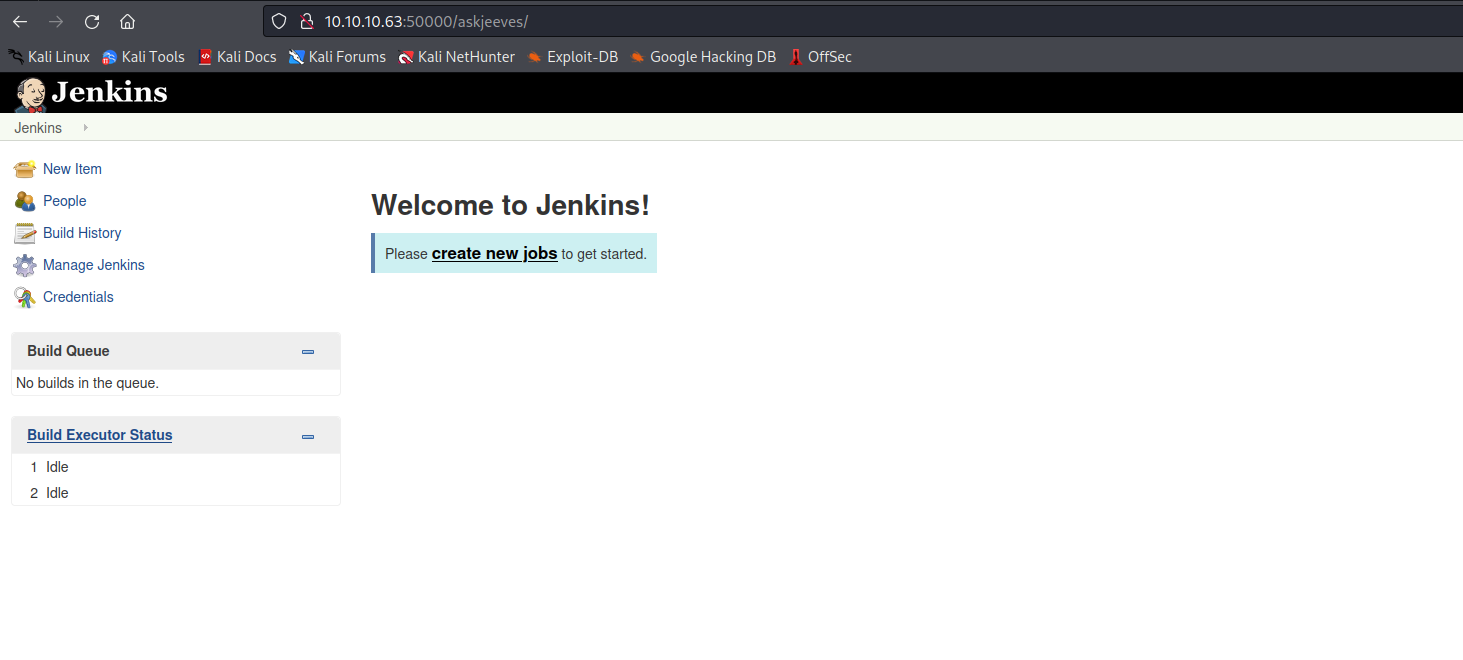 10.10.10.63:50000/askjeeves/
Kali Linux Kali Tools Kali Docs Kali Forums Kali NetHunter Exploit-DB Google Hacking DB OffSec
Jenkins
Jenkins
New Item
People
Build History
Manage Jenkins
Credentials
Welcome to Jenkins!
Please create new jobs to get started.
Build Queue
No builds in the queue.
Build Executor Status
1 Idle
2 Idle